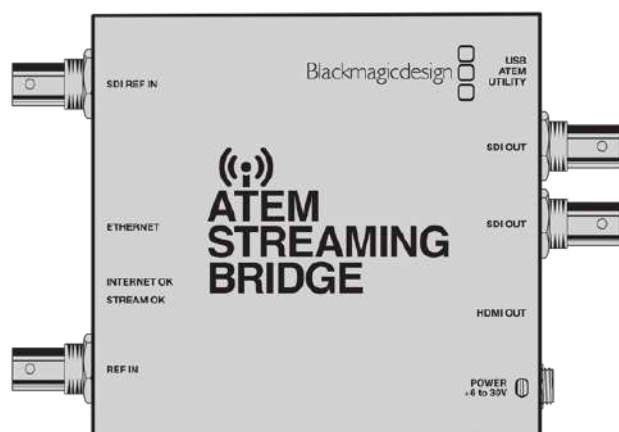 SDI REF IN
Blackmagicdesign
USB
ATEM
UTILITY
SDI OUT
ATEM
STREAMING
BRIDGE
ETHERNET
SDI OUT
INTERNET OK
STREAM OK
HDMI OUT
REF IN
POWER
+6 to 30V